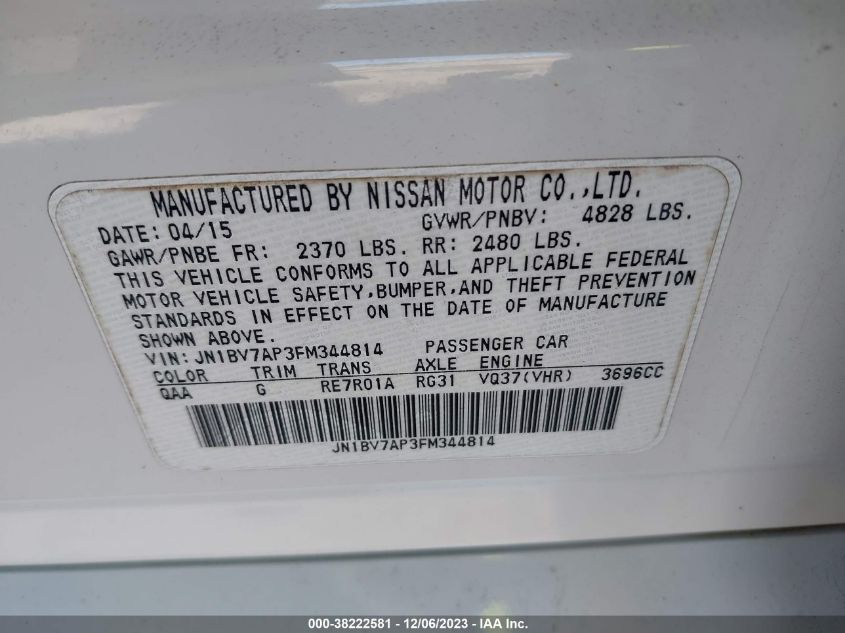 MANUFACTURED BY NISSAN MOTOR CO.,LTD.
DATE: 04/15 GVWR/PNBV: 4828 LBS.
GAWR/PNBE FR: 2370 LBS. RR: 2480 LBS.
THIS VEHICLE CONFORMS TO ALL APPLICABLE FEDERAL
MOTOR VEHICLE SAFETY,BUMPER,AND THEFT PREVENTION
STANDARDS IN EFFECT ON THE DATE OF MANUFACTURE
SHOWN ABOVE.
VIN: JN1BV7AP3FM344814 PASSENGER CAR
COLOR TRIM TRANS AXLE ENGINE
QAA G RE7R01A RG31 VQ37(VHR) 3696CC
JN1BV7AP3FM344814
000-38222581 - 12/06/2023 - IAA Inc.